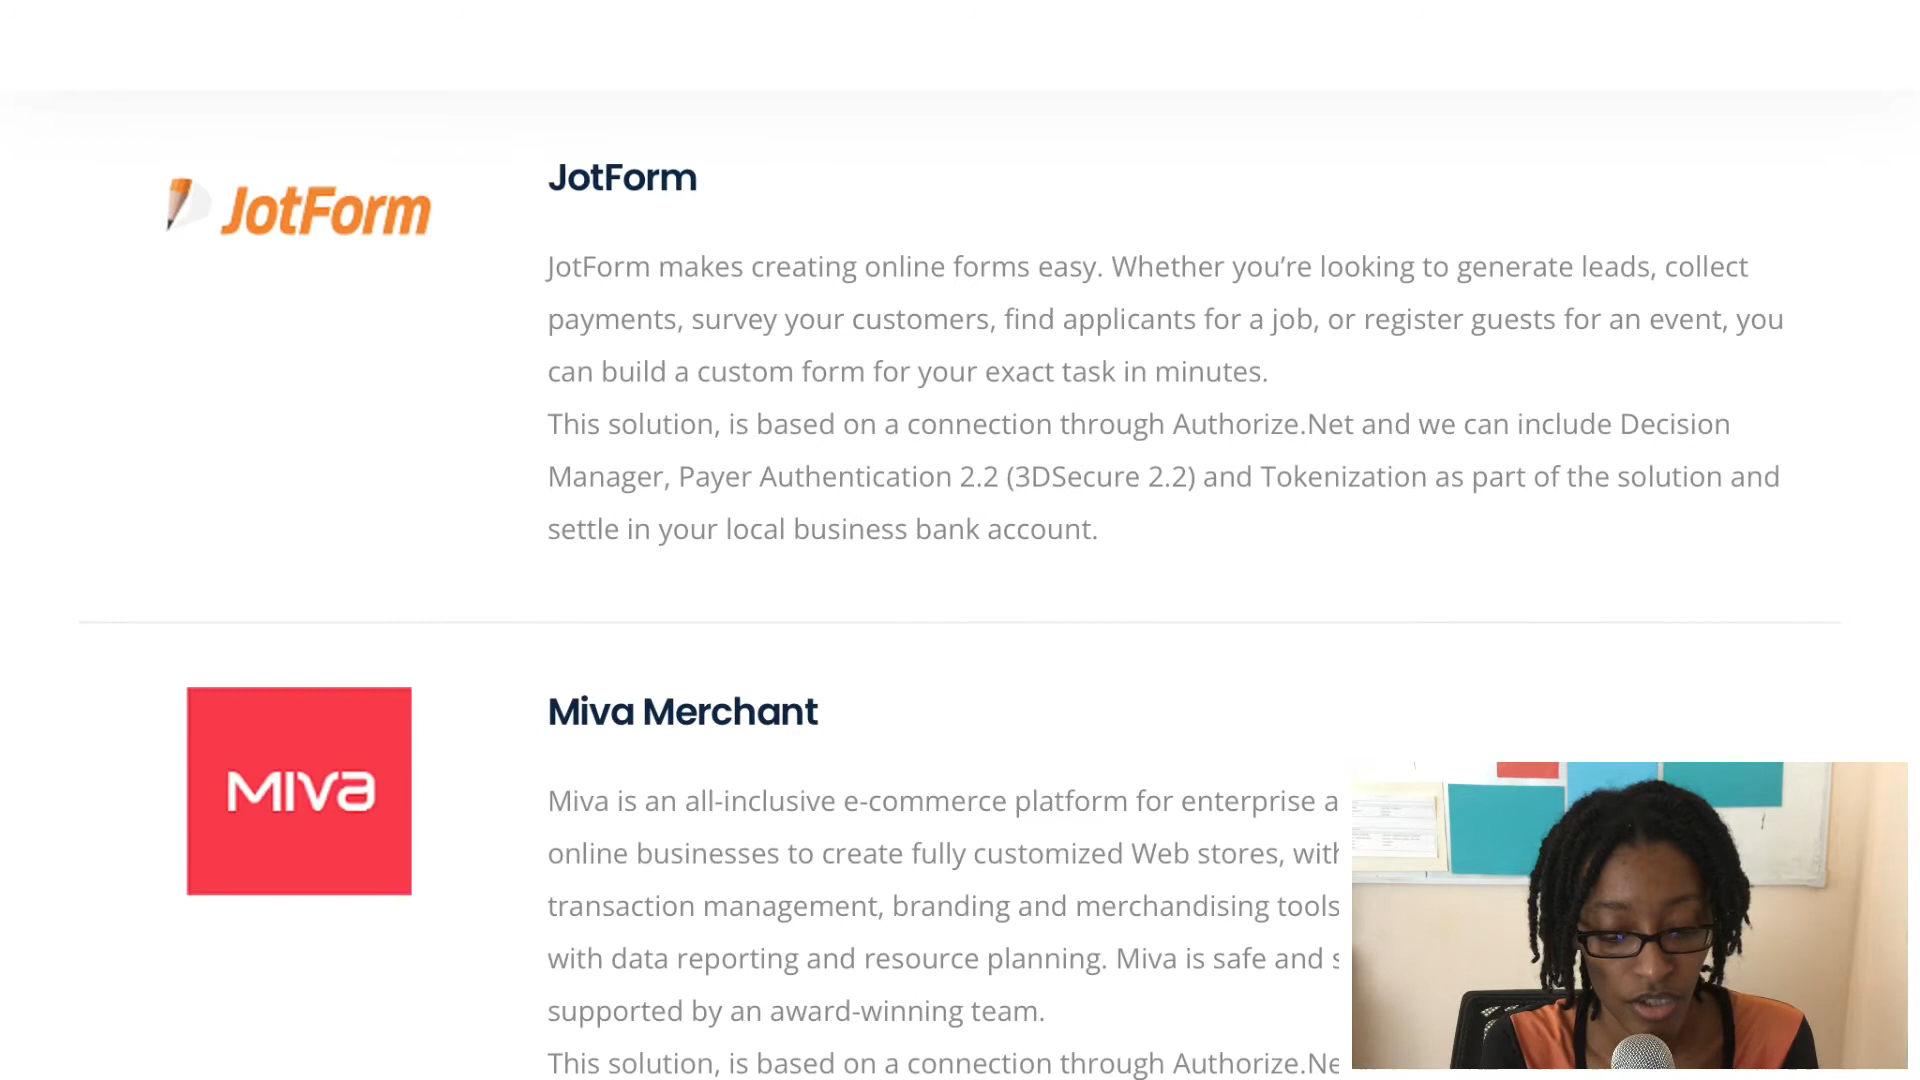 JotForm
JotForm
JotForm makes creating online forms easy. Whether you’re looking to generate leads, collect
payments, survey your customers, find applicants for a job, or register guests for an event, you
can build a custom form for your exact task in minutes.
This solution, is based on a connection through Authorize.Net and we can include Decision
Manager, Payer Authentication 2.2 (3DSecure 2.2) and Tokenization as part of the solution and
settle in your local business bank account.
MIVA
Miva Merchant
Miva is an all-inclusive e-commerce platform for enterprise
online businesses to create fully customized Web stores,
transaction management, branding and merchandising tools
with data reporting and resource planning. Miva is safe and
supported by an award-winning team.
This solution, is based on a connection through